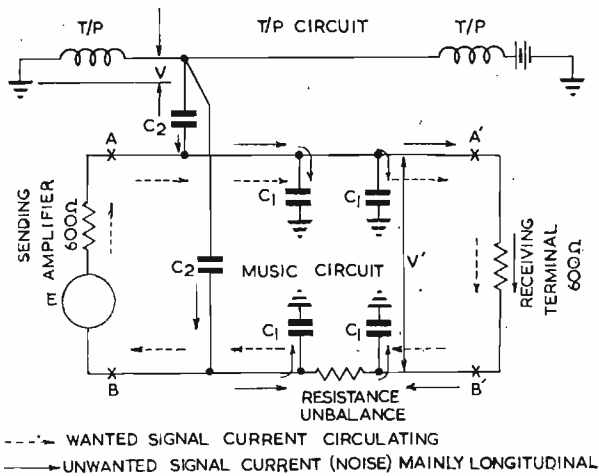 T/P
T/P CIRCUIT
T/P
V
C2
A
A'
C1
C1
SENDING
AMPLIFIER
600Ω
E
C2
MUSIC CIRCUIT
V'
RECEIVING
TERMINAL
600Ω
C1
C1
B
B'
RESISTANCE
UNBALANCE
WANTED SIGNAL CURRENT CIRCULATING
UNWANTED SIGNAL CURRENT (NOISE) MAINLY LONGITUDINAL